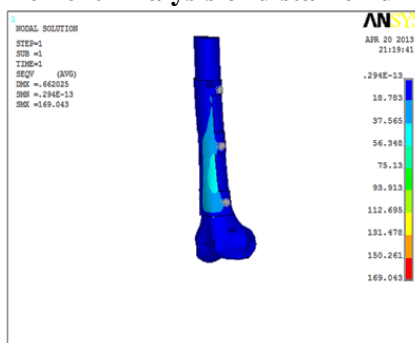 NODAL SOLUTION
STEP=1
SUB =1
TIME=1
SEQV (AVG)
DMX =.662025
SMN =.294E-13
SMX =169.043
ANSYS
APR 20 2013
21:19:41
.294E-13
18.783
37.565
56.348
75.13
93.913
112.695
131.478
150.261
169.043